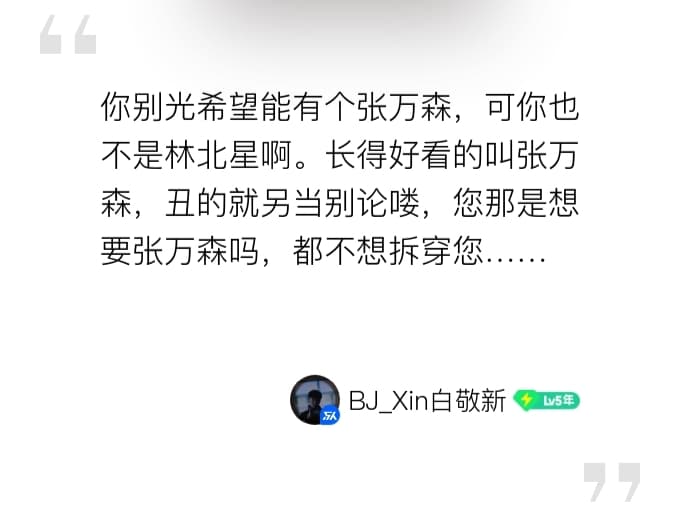 你别光希望能有个张万森，可你也
不是林北星啊。长得好看的叫张万
森，丑的就另当别论喽，您那是想
要张万森吗，都不想拆穿您……
BJ_Xin白敬新 Lv5年